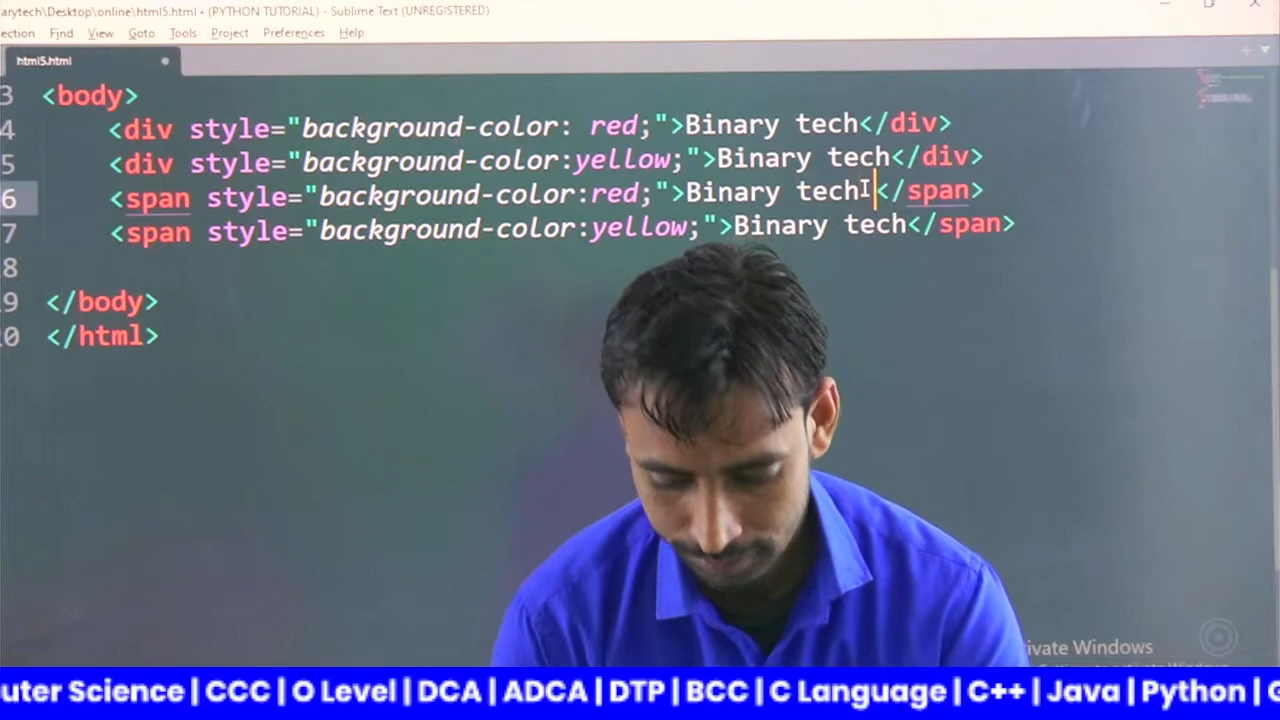 arytech\Desktop\online\html5.html • (PYTHON TUTORIAL) - Sublime Text (UNREGISTERED)
ection Find View Goto Tools Project Preferences Help
html5.html
3 <body>
4 <div style="background-color: red;">Binary tech</div>
5 <div style="background-color:yellow;">Binary tech</div>
6 <span style="background-color:red;">Binary tech</span>
7 <span style="background-color:yellow;">Binary tech</span>
8
9 </body>
0 </html>
ivate Windows
uter Science | CCC | O Level | DCA | ADCA | DTP | BCC | C Language | C++ | Java | Python | G